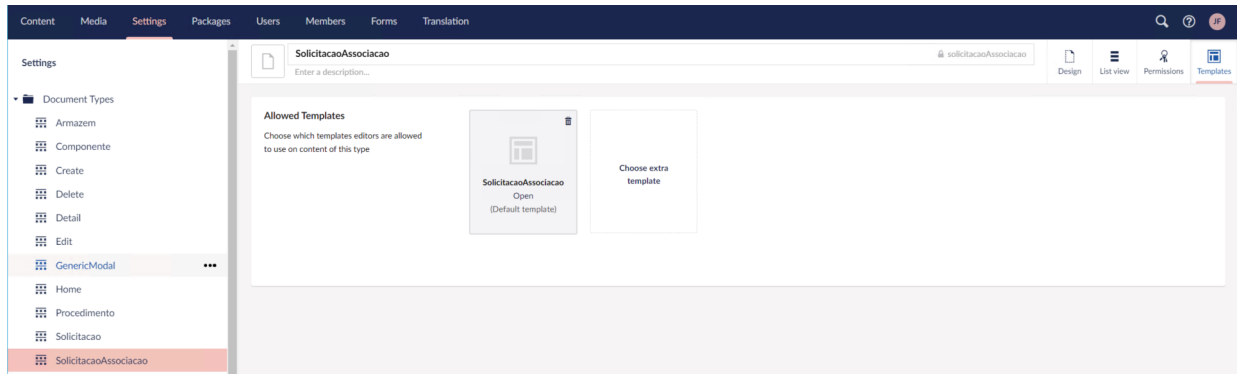 Content Media Settings Packages Users Members Forms Translation JF
Settings
Document Types
Armazem
Componente
Create
Delete
Detail
Edit
GenericModal
Home
Procedimento
Solicitacao
SolicitacaoAssociacao
SolicitacaoAssociacao solicitacaoAssociacao
Enter a description...
Design List view Permissions Templates
Allowed Templates
Choose which templates editors are allowed
to use on content of this type
SolicitacaoAssociacao
Open
(Default template)
Choose extra
template